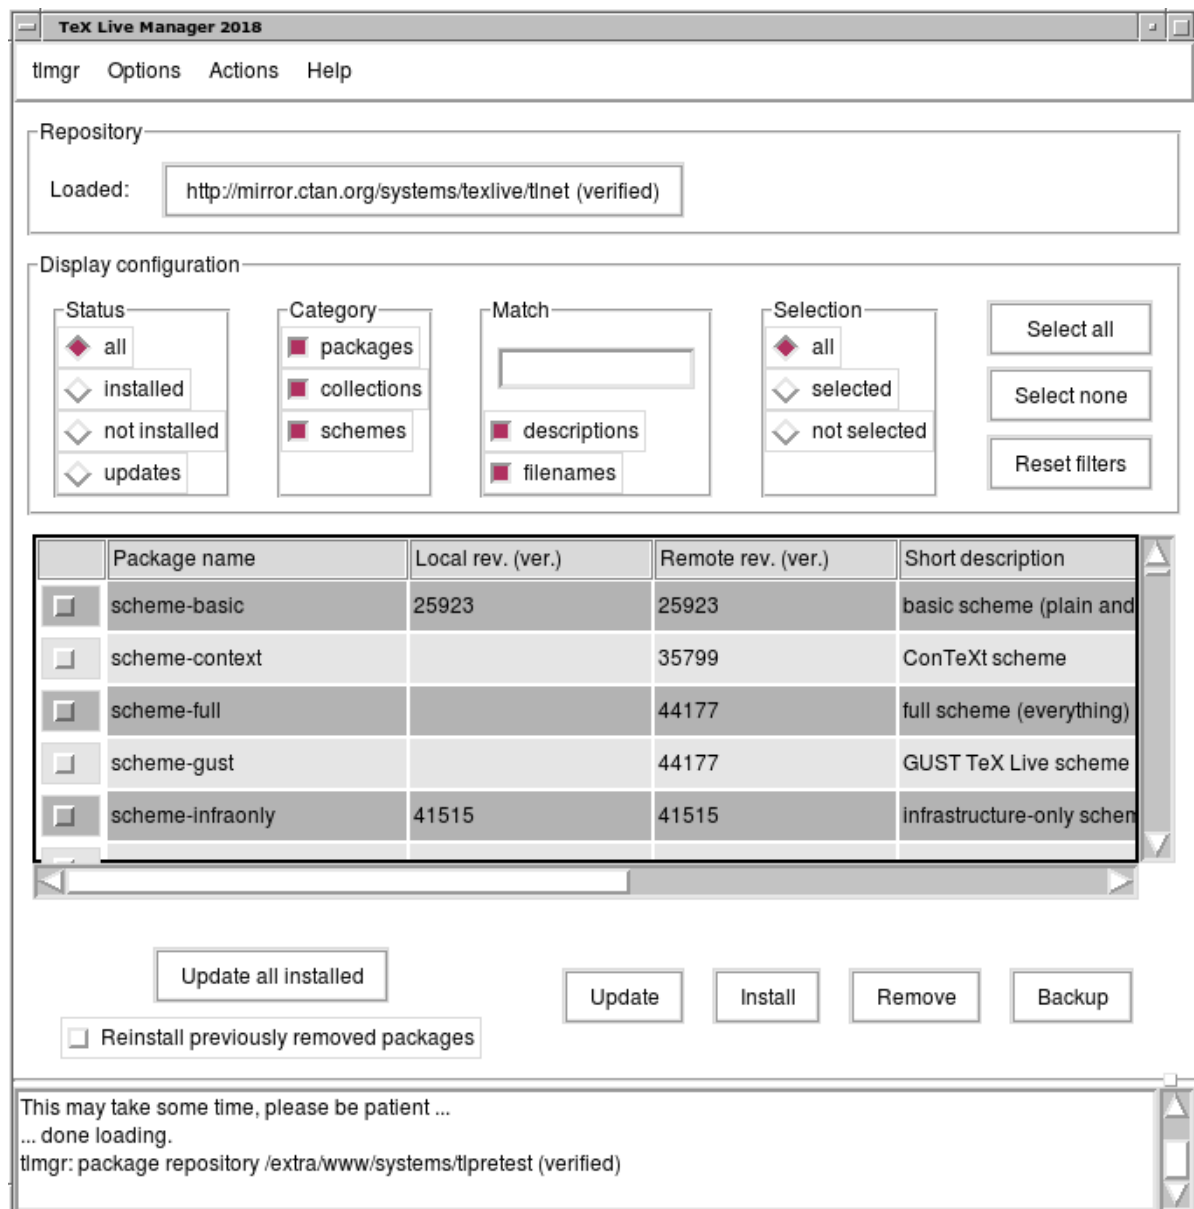 TeX Live Manager 2018
tlmgr Options Actions Help
Repository
Loaded: http://mirror.ctan.org/systems/texlive/tlnet (verified)
Display configuration
Status Category Match Selection
all packages all Select all
installed collections selected Select none
not installed schemes descriptions not selected
updates filenames Reset filters
Package name Local rev. (ver.) Remote rev. (ver.) Short description
scheme-basic 25923 25923 basic scheme (plain and
scheme-context 35799 ConTeXt scheme
scheme-full 44177 full scheme (everything)
scheme-gust 44177 GUST TeX Live scheme
scheme-infraonly 41515 41515 infrastructure-only schem
Update all installed Update Install Remove Backup
Reinstall previously removed packages
This may take some time, please be patient ...
... done loading.
tlmgr: package repository /extra/www/systems/tlpretest (verified)